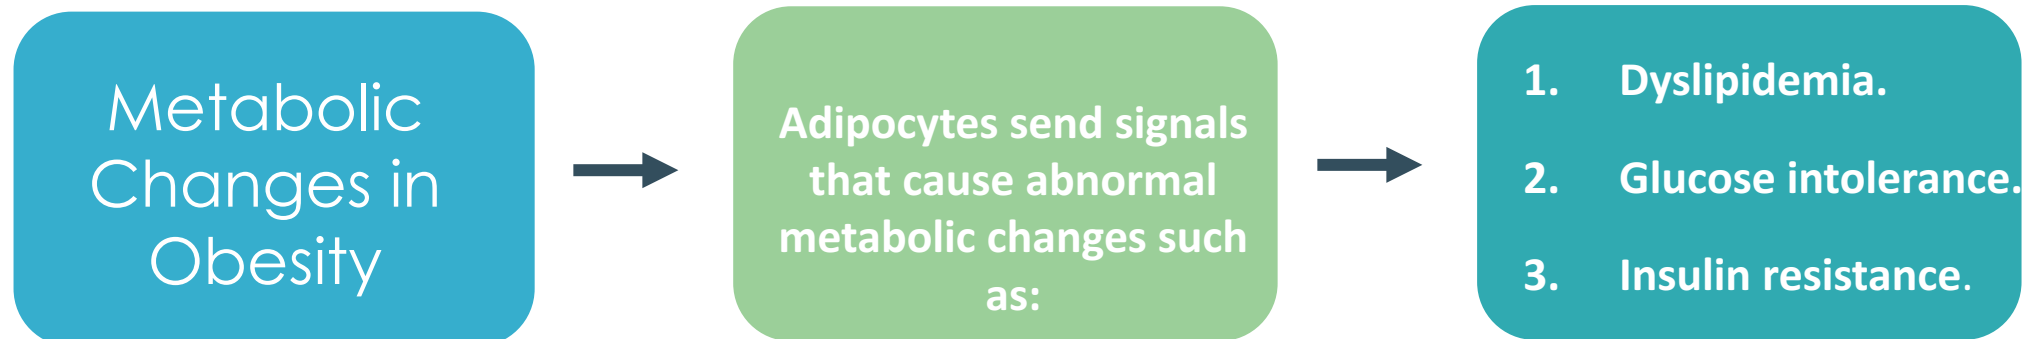 Metabolic
Changes in
Obesity
Adipocytes send signals
that cause abnormal
metabolic changes such
as:
1. Dyslipidemia.
2. Glucose intolerance.
3. Insulin resistance.